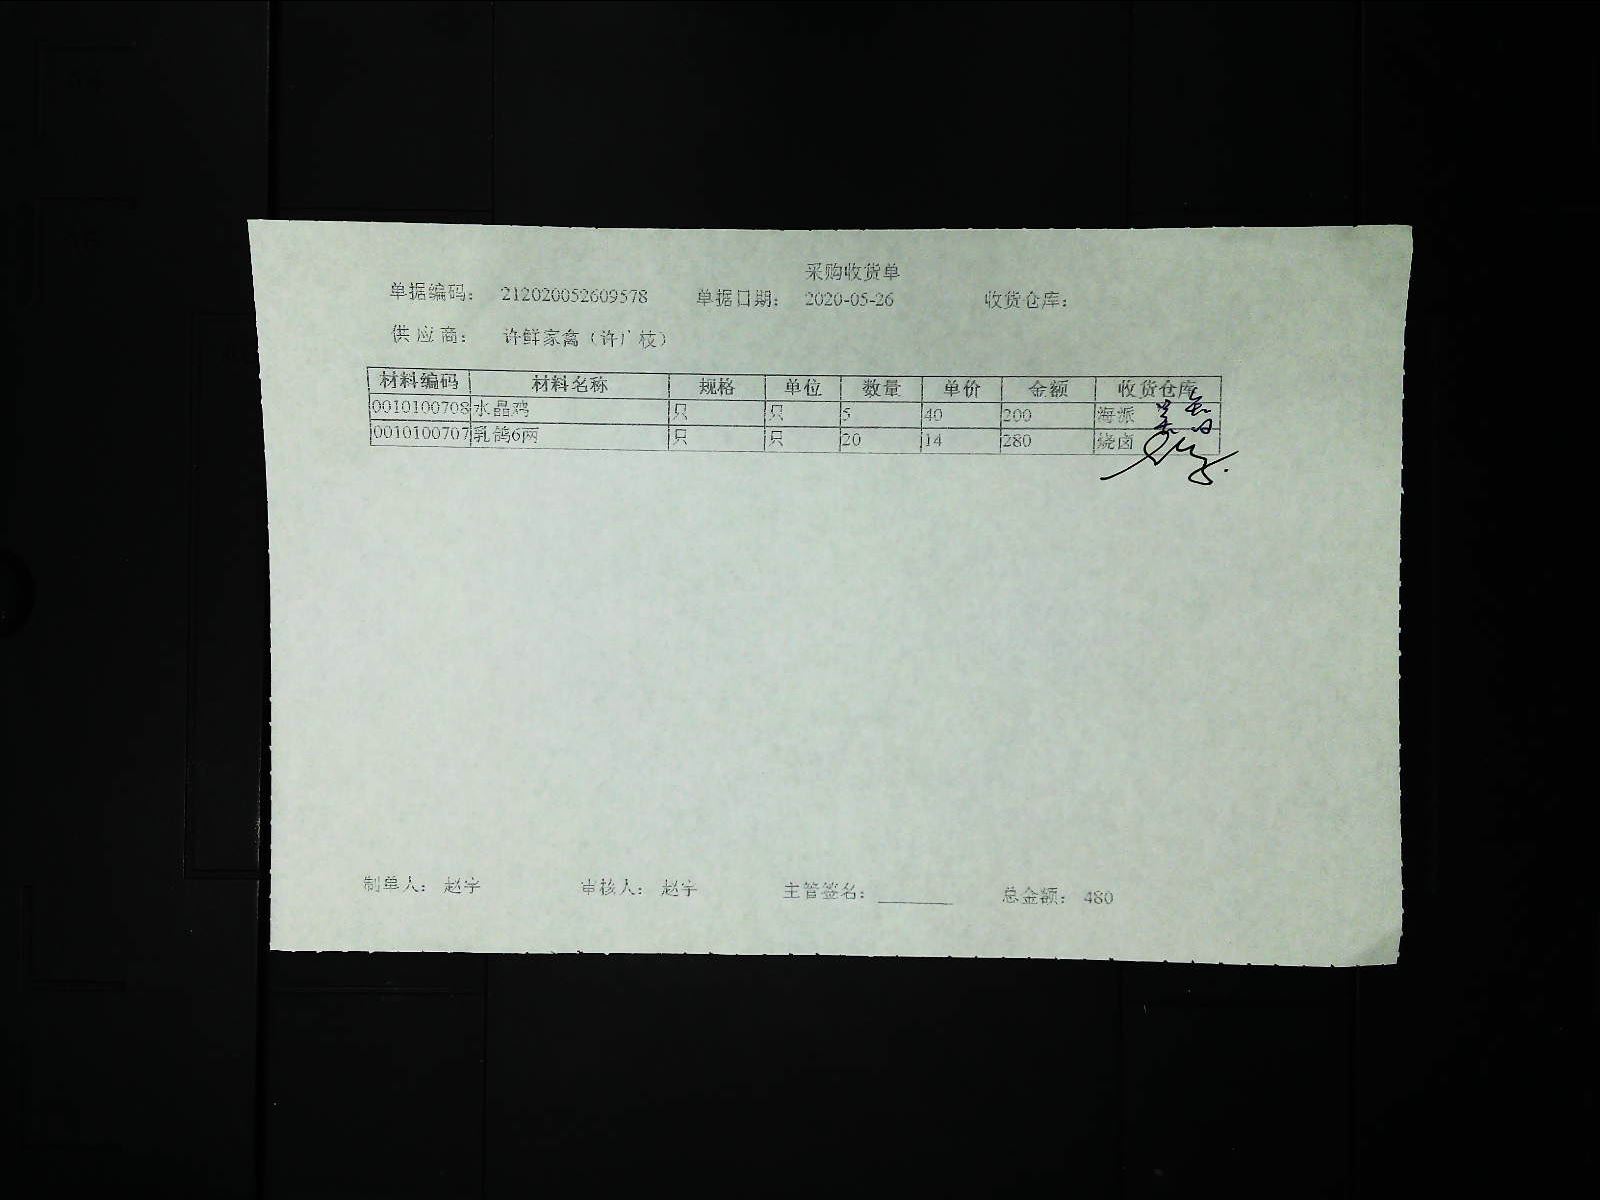 采购收货单
单据编码： 212020052609578 单据日期： 2020-05-26 收货仓库：
供应商： 许鲜家禽（许广枝）
材料编码 材料名称 规格 单位 数量 单价 金额 收货仓库
0010100708 水晶鸡 只 只 5 40 200 海派
0010100707 乳鸽6两 只 只 20 14 280 烧卤
制单人： 赵宇 审核人： 赵宇 主管签名： 总金额： 480